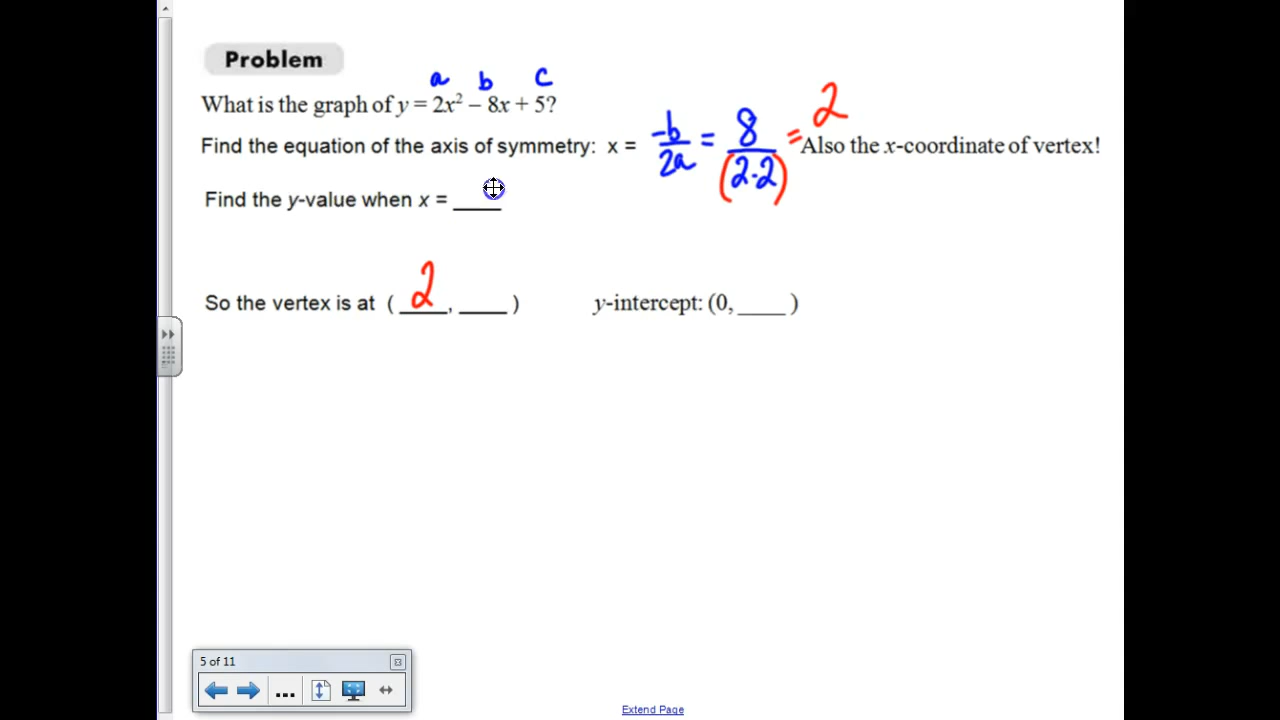 Problem
a b c
What is the graph of y = 2x² – 8x + 5?
Find the equation of the axis of symmetry: x = -b/2a = 8/(2·2) = 2 Also the x-coordinate of vertex!
Find the y-value when x = ____
So the vertex is at ( 2, ____ ) y-intercept: (0, ____ )
5 of 11
...
Extend Page